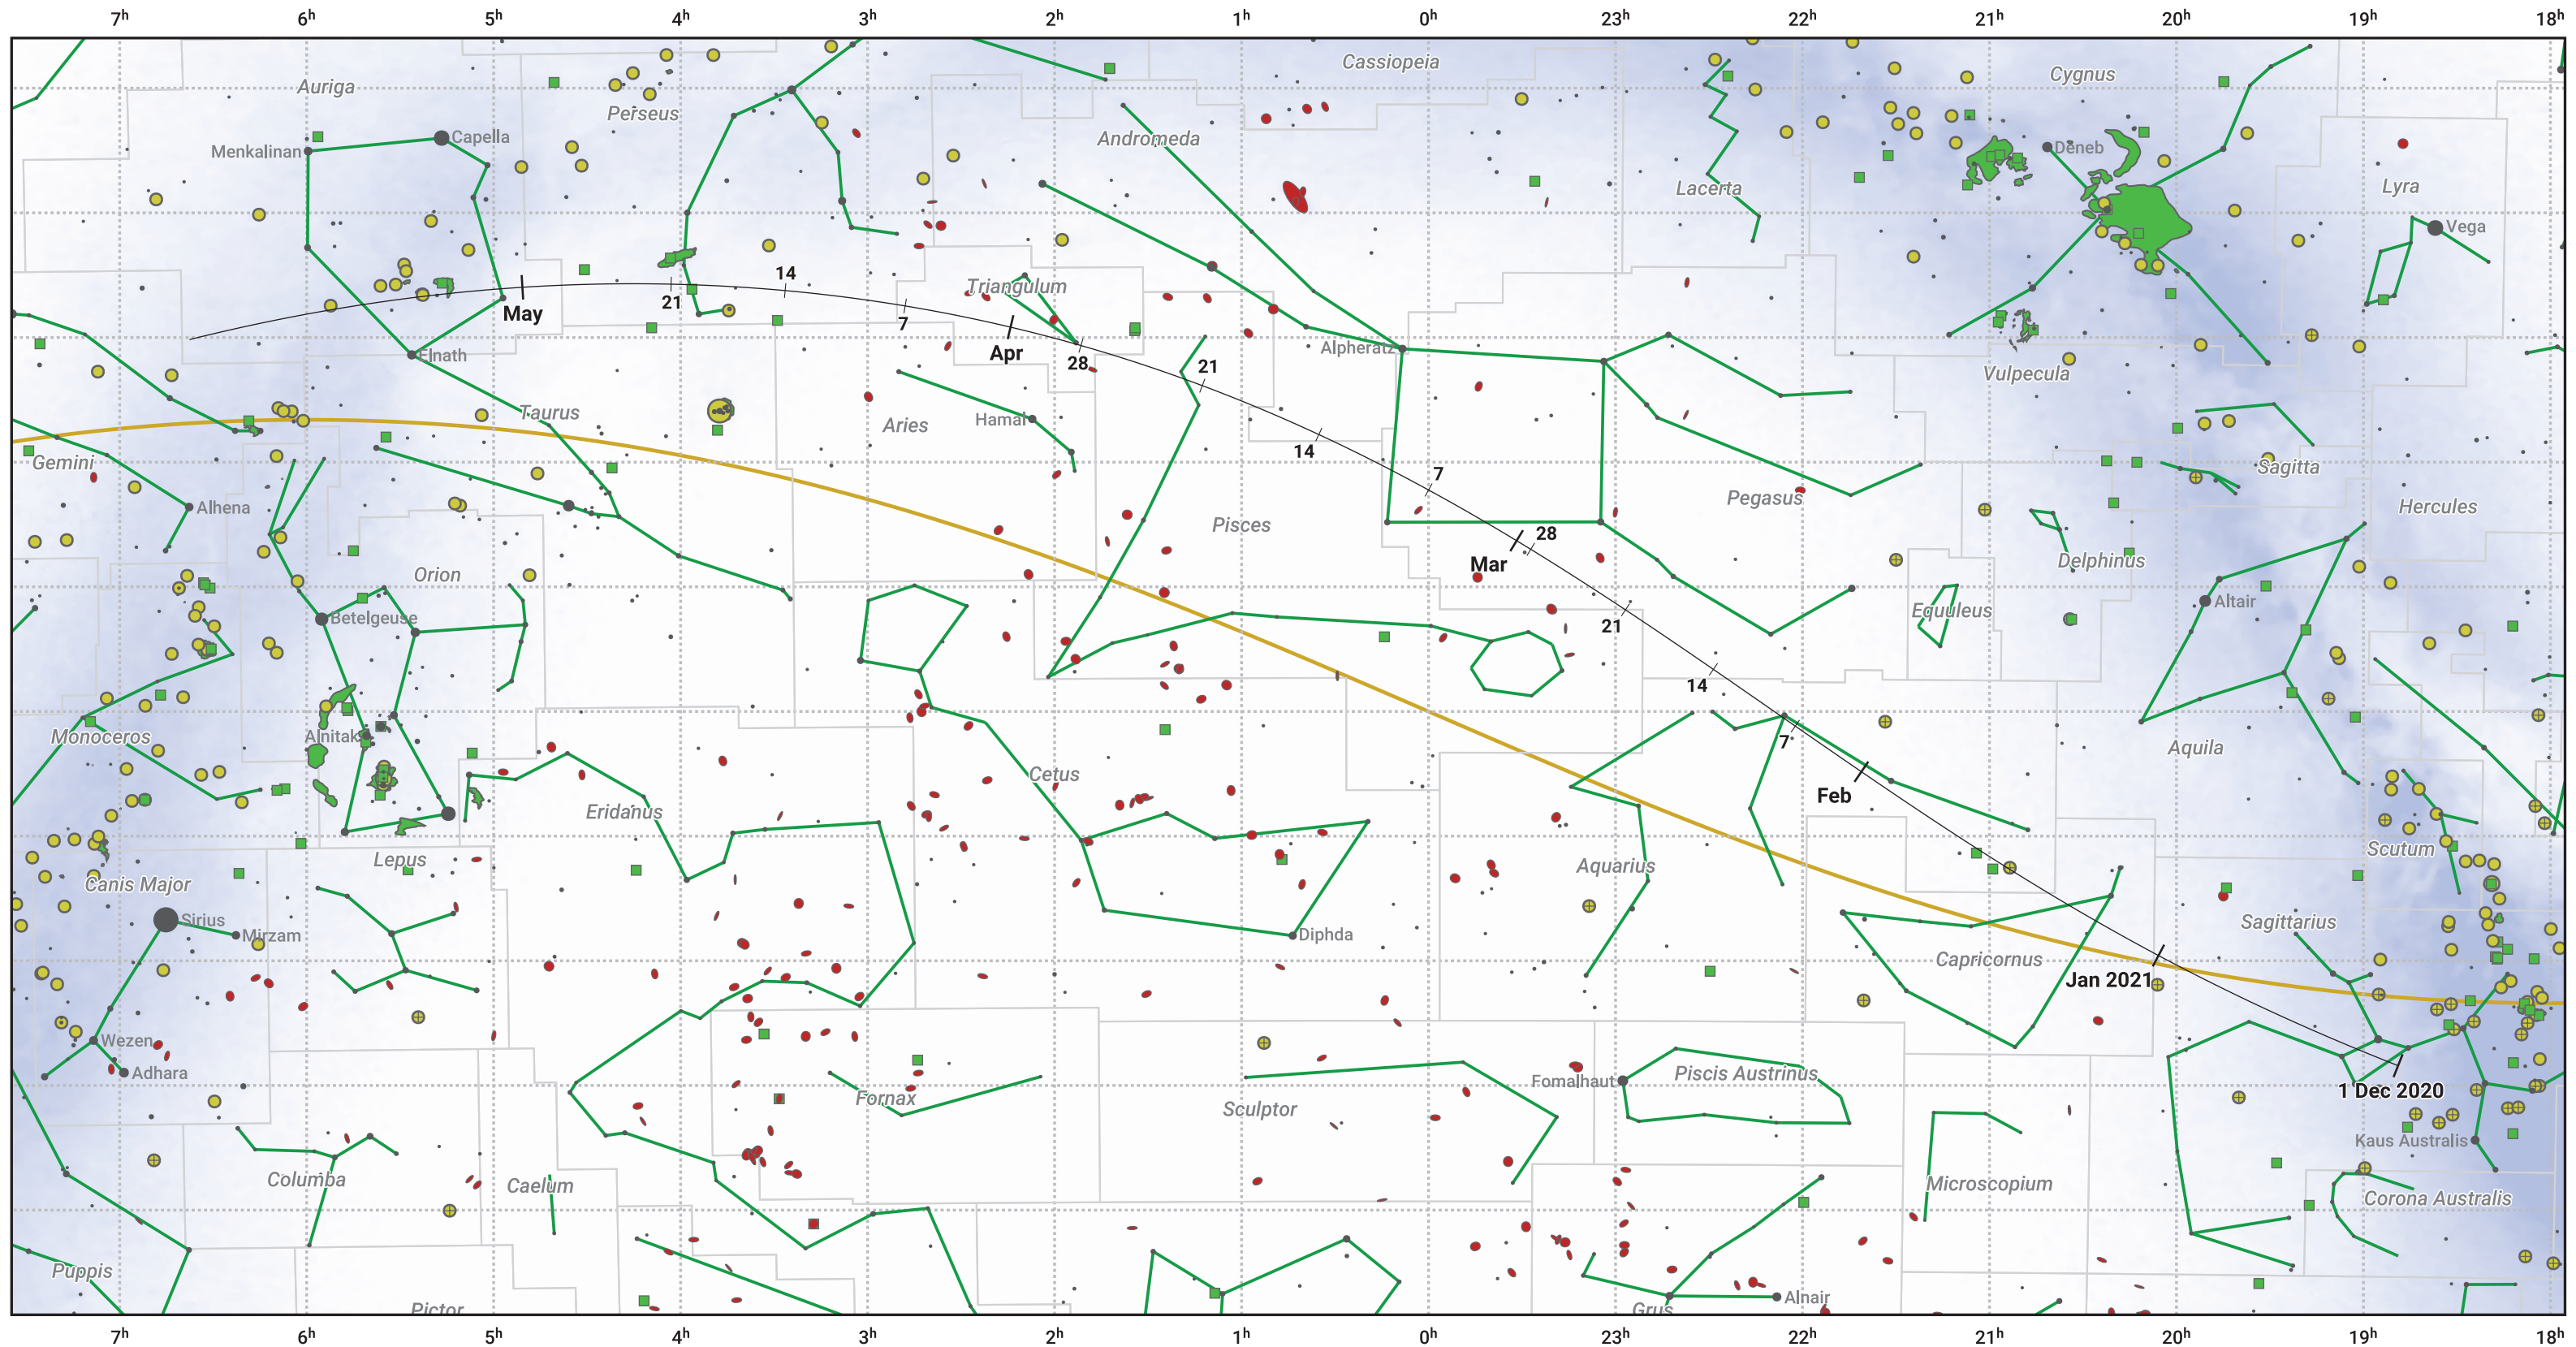 7h 6h 5h 4h 3h 2h 1h 0h 23h 22h 21h 20h 19h 18h
Cassiopeia
Cygnus
Auriga
Perseus
Capella
Andromeda
Menkalinan
Deneb
Lacerta
Lyra
Vega
14
Triangulum
21
May
7
Apr
Alpheratz
Elnath
28
21
Vulpecula
Taurus
Hamal
Aries
14
Sagitta
Gemini
7
Pegasus
Alhena
Hercules
Pisces
28
Mar
Delphinus
Orion
Altair
Equuleus
Betelgeuse
21
14
Monoceros
Alnitak
7
Aquila
Cetus
Feb
Eridanus
Scutum
Lepus
Aquarius
Canis Major
Sirius
Sagittarius
Mirzam
Diphda
Capricornus
Jan 2021
Wezen
Adhara
Fomalhaut
Piscis Austrinus
1 Dec 2020
Fornax
Sculptor
Kaus Australis
Columba
Caelum
Microscopium
Corona Australis
Puppis
Alnair
Pictor
Grus
7h 6h 5h 4h 3h 2h 1h 0h 23h 22h 21h 20h 19h 18h